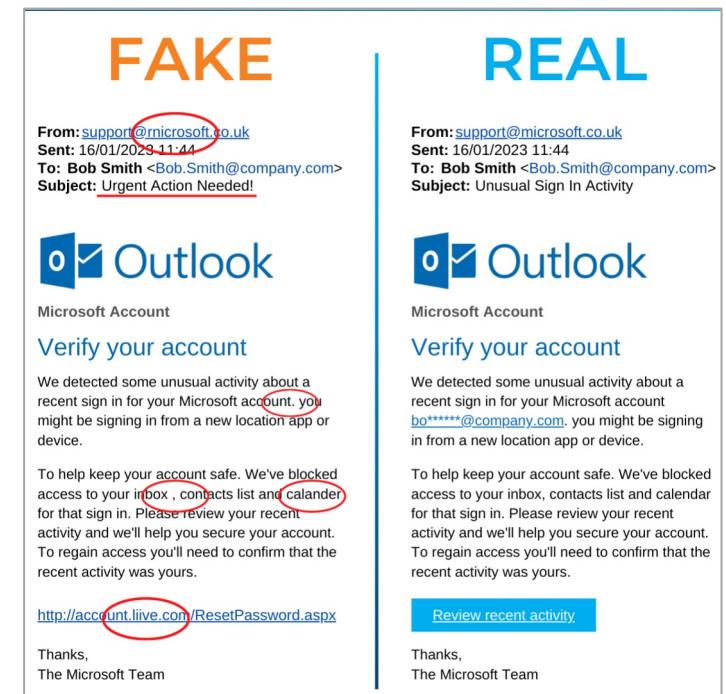 FAKE
From: support@rnicrosoft.co.uk
Sent: 16/01/2023 11:44
To: Bob Smith <Bob.Smith@company.com>
Subject: Urgent Action Needed!
Outlook
Microsoft Account
Verify your account
We detected some unusual activity about a
recent sign in for your Microsoft account. you
might be signing in from a new location app or
device.
To help keep your account safe. We've blocked
access to your inbox , contacts list and calander
for that sign in. Please review your recent
activity and we'll help you secure your account.
To regain access you'll need to confirm that the
recent activity was yours.
http://account.liive.com/ResetPassword.aspx
Thanks,
The Microsoft Team
REAL
From: support@microsoft.co.uk
Sent: 16/01/2023 11:44
To: Bob Smith <Bob.Smith@company.com>
Subject: Unusual Sign In Activity
Outlook
Microsoft Account
Verify your account
We detected some unusual activity about a
recent sign in for your Microsoft account
bo******@company.com. you might be signing
in from a new location app or device.
To help keep your account safe. We've blocked
access to your inbox, contacts list and calendar
for that sign in. Please review your recent
activity and we'll help you secure your account.
To regain access you'll need to confirm that the
recent activity was yours.
Review recent activity
Thanks,
The Microsoft Team